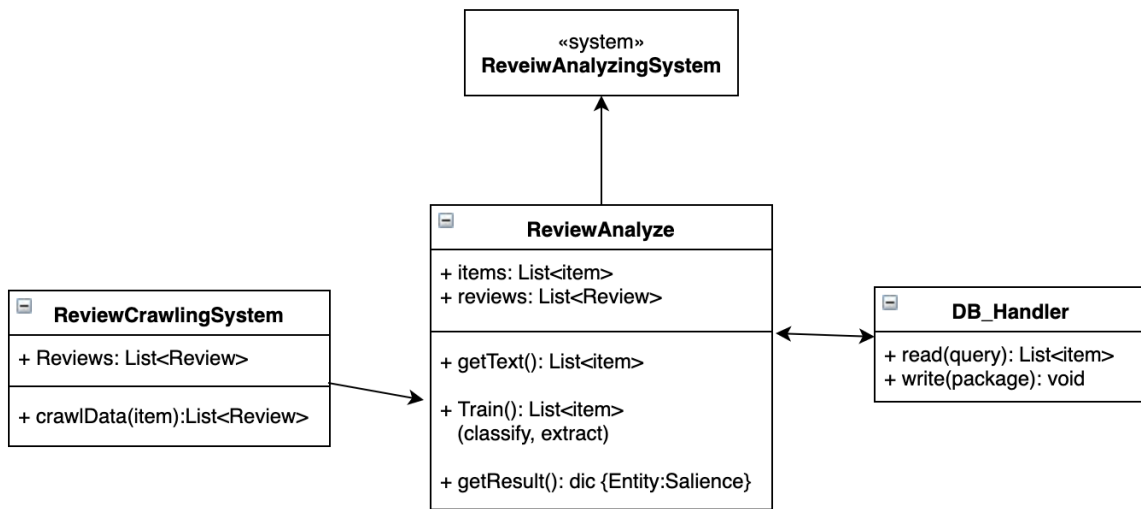 «system»
ReveiwAnalyzingSystem
ReviewAnalyze
+ items: List<item>
+ reviews: List<Review>
+ getText(): List<item>
+ Train(): List<item>
(classify, extract)
+ getResult(): dic {Entity:Salience}
ReviewCrawlingSystem
+ Reviews: List<Review>
+ crawlData(item):List<Review>
DB_Handler
+ read(query): List<item>
+ write(package): void